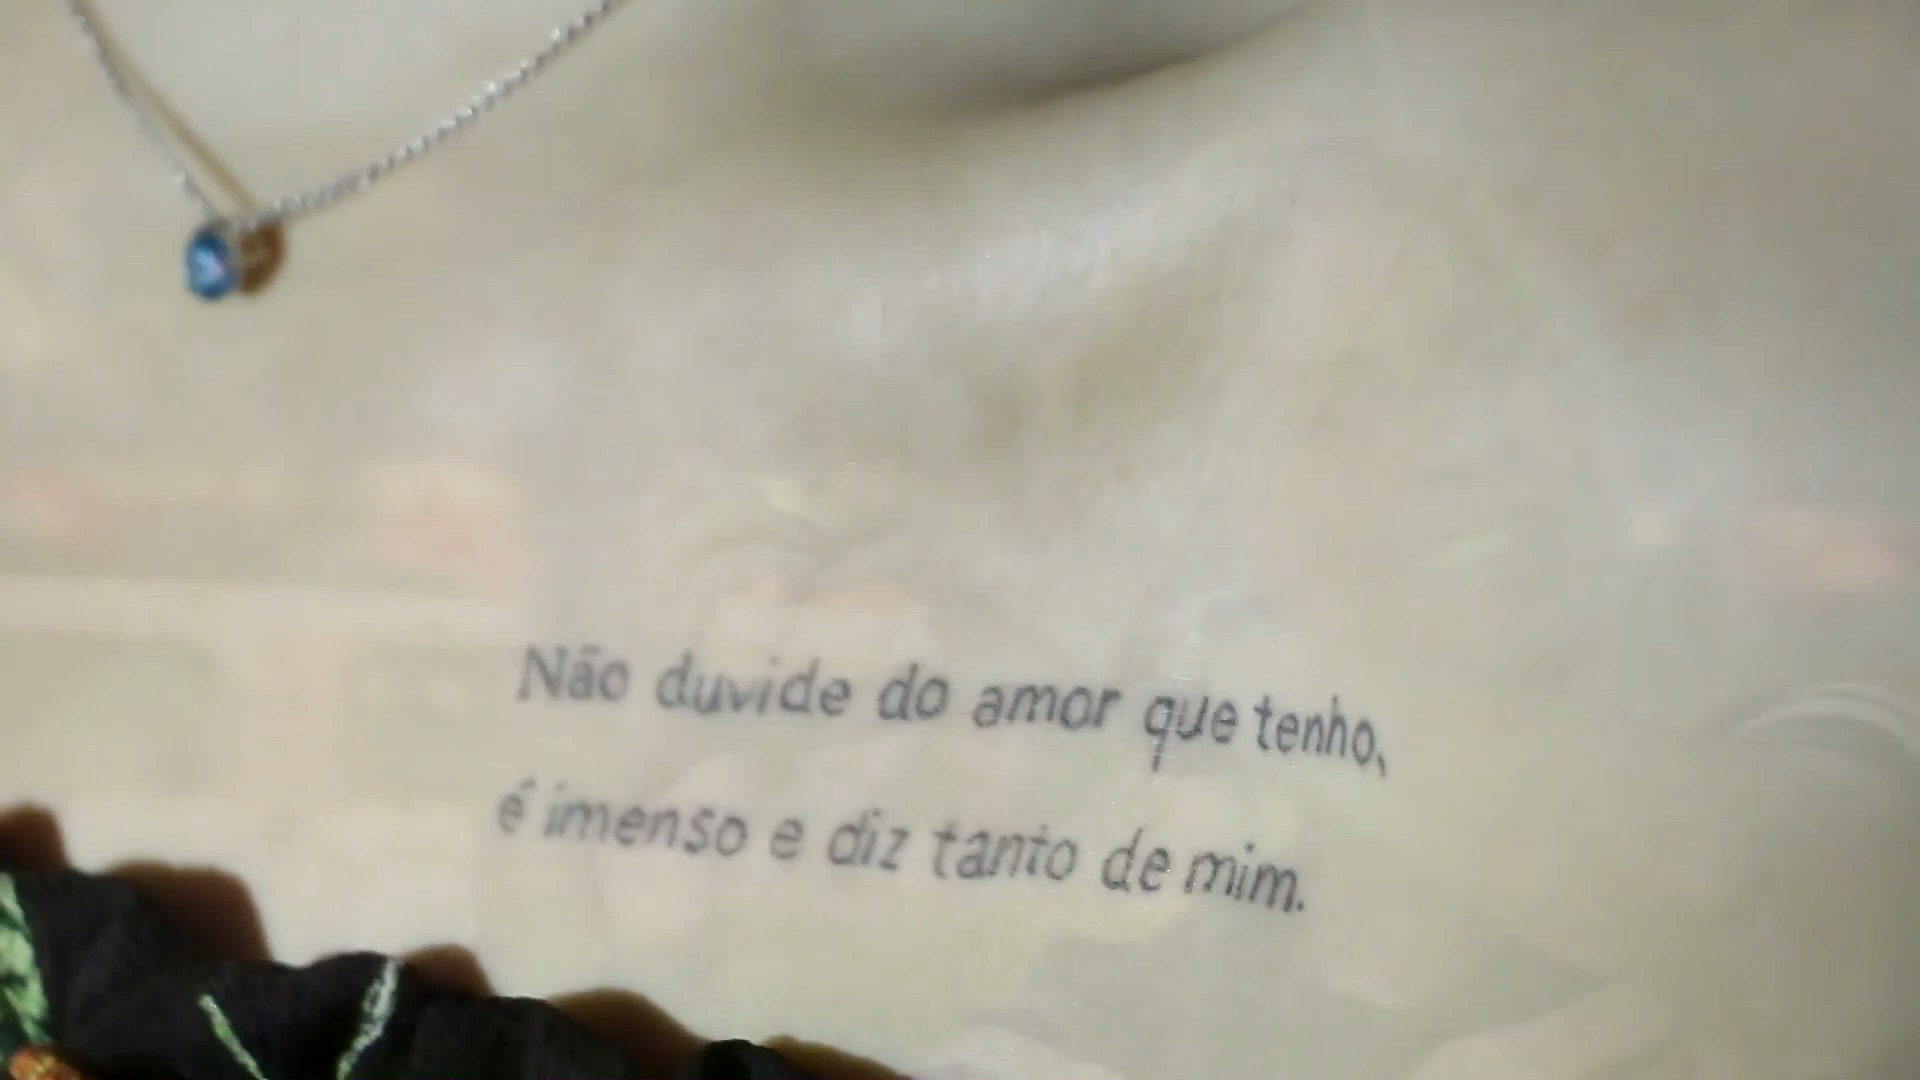 Não duvide do amor que tenho,
é imenso e diz tanto de mim.